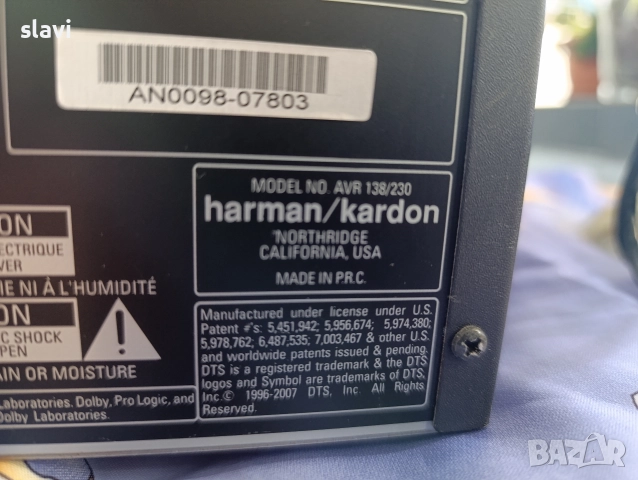 slavi
AN0098-07803
MODEL NO. AVR 138/230
harman/kardon
NORTHRIDGE
CALIFORNIA, USA
MADE IN P.R.C.
ON
ELECTRIQUE
VER
IE NI À L'HUMIDITÉ
ON
C SHOCK
PEN
AIN OR MOISTURE
Laboratories. Dolby, Pro Logic, and
Dolby Laboratories.
Manufactured under license under U.S.
Patent #'s: 5,451,942; 5,956,674; 5,974,380;
5,978,762; 6,487,535; 7,003,467 & other U.S.
and worldwide patents issued & pending.
DTS is a registered trademark & the DTS
logos and Symbol are trademarks of DTS,
Inc.© 1996-2007 DTS, Inc. All Rights
Reserved.
BAZAR